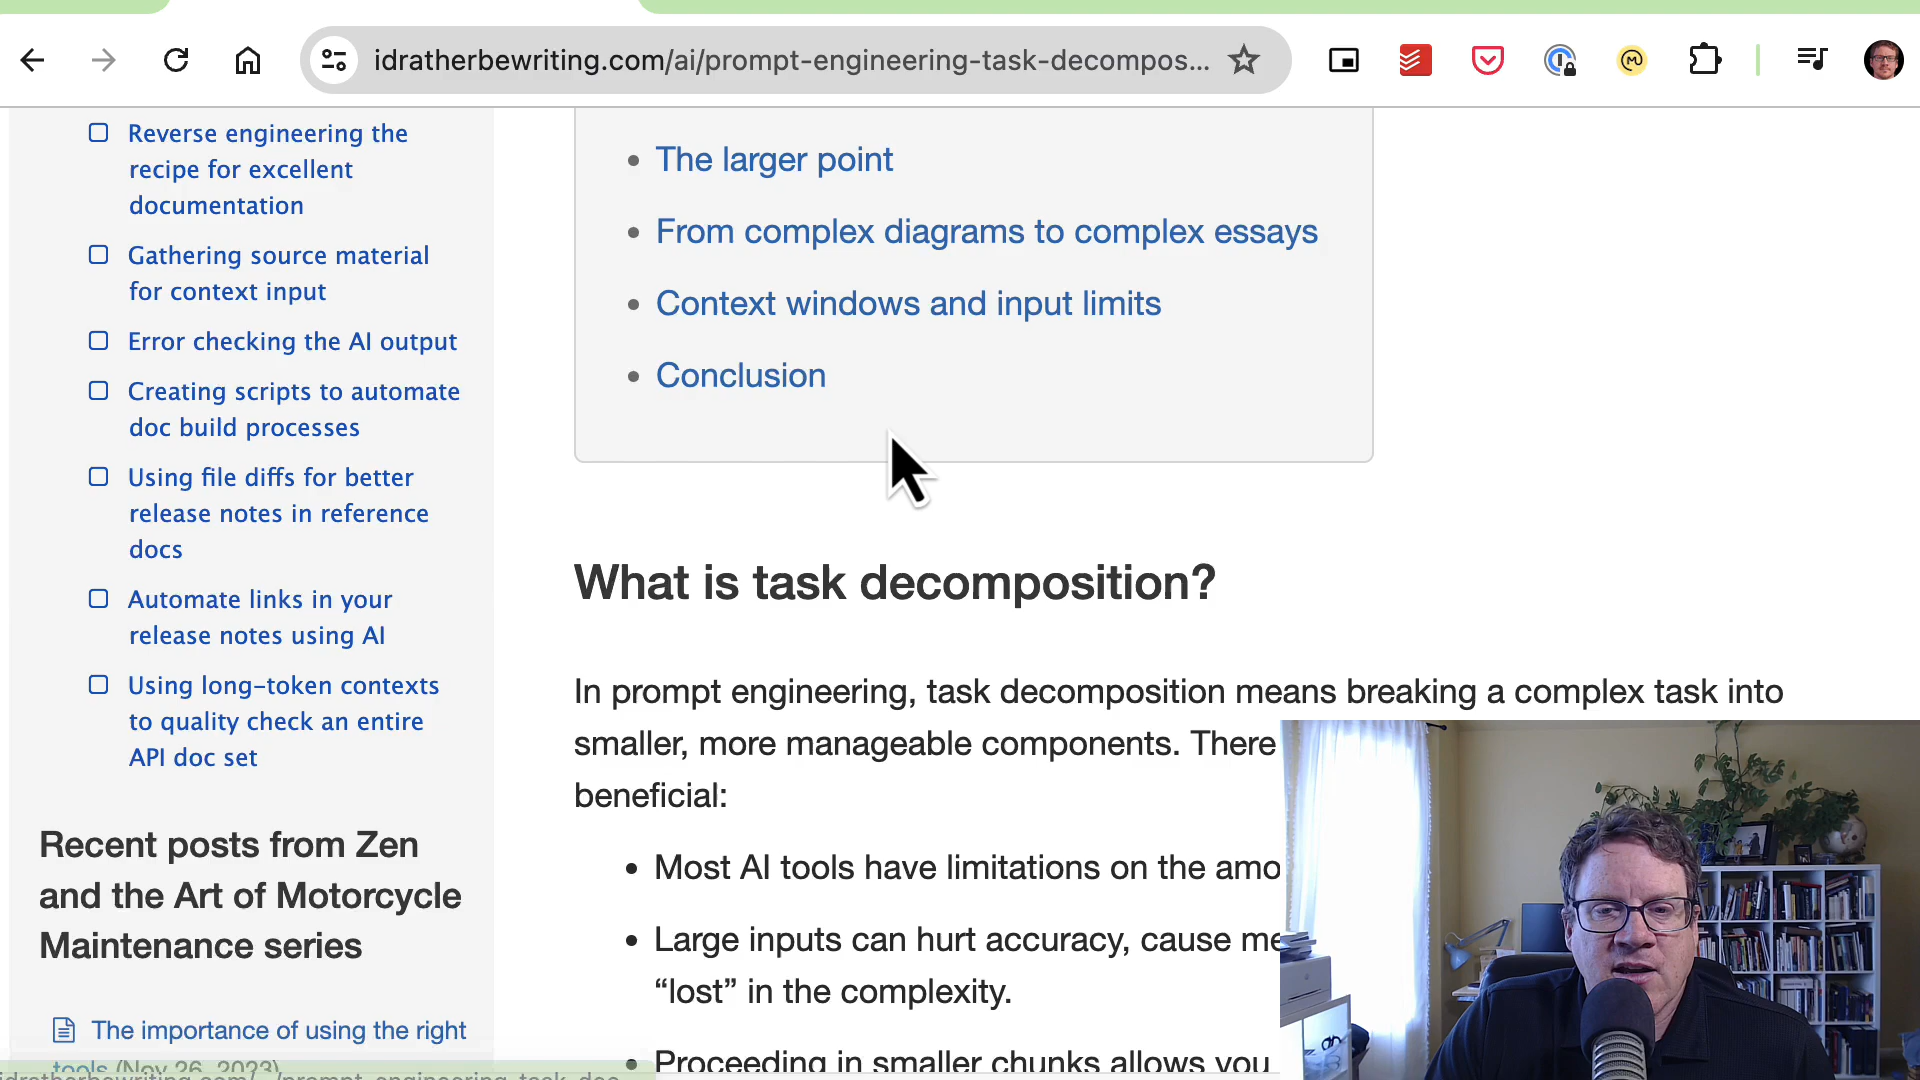 idratherbewriting.com/ai/prompt-engineering-task-decompos...
Reverse engineering the
recipe for excellent
documentation
Gathering source material
for context input
Error checking the AI output
Creating scripts to automate
doc build processes
Using file diffs for better
release notes in reference
docs
Automate links in your
release notes using AI
Using long-token contexts
to quality check an entire
API doc set
Recent posts from Zen
and the Art of Motorcycle
Maintenance series
The importance of using the right
tools (Nov 26, 2023)
The larger point
From complex diagrams to complex essays
Context windows and input limits
Conclusion
What is task decomposition?
In prompt engineering, task decomposition means breaking a complex task into
smaller, more manageable components. There
beneficial:
Most AI tools have limitations on the amo
Large inputs can hurt accuracy, cause me
“lost” in the complexity.
Proceeding in smaller chunks allows you